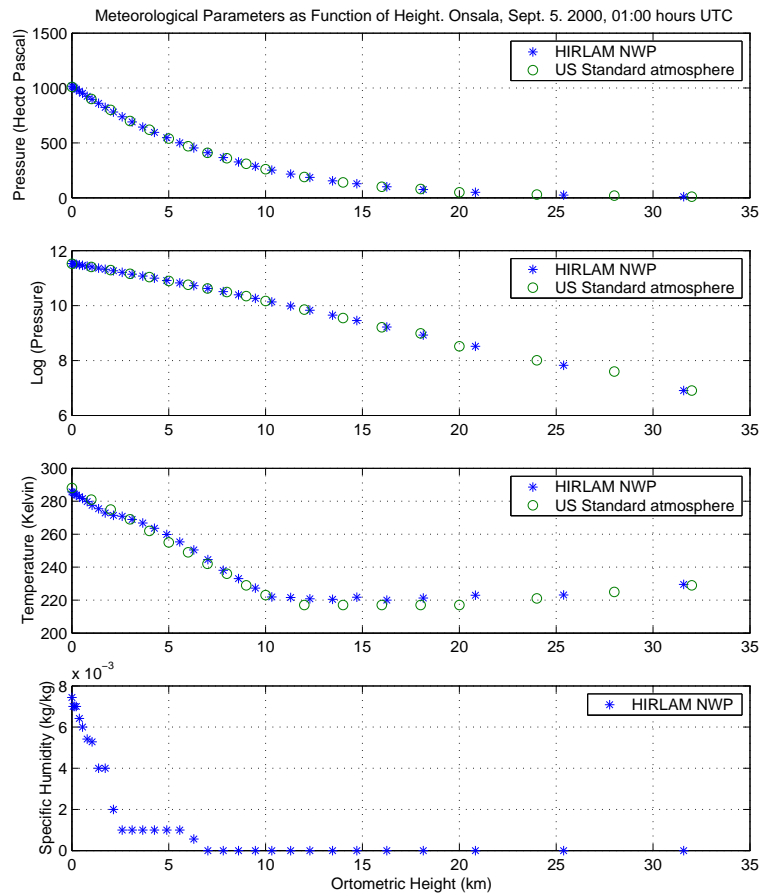 Meteorological Parameters as Function of Height. Onsala, Sept. 5. 2000, 01:00 hours UTC
1500
1000
500
0
Pressure (Hecto Pascal)
HIRLAM NWP
US Standard atmosphere
0 5 10 15 20 25 30 35
12
10
8
6
Log (Pressure)
HIRLAM NWP
US Standard atmosphere
0 5 10 15 20 25 30 35
300
280
260
240
220
200
Temperature (Kelvin)
HIRLAM NWP
US Standard atmosphere
0 5 10 15 20 25 30 35
x 10⁻³
8
6
4
2
0
Specific Humidity (kg/kg)
HIRLAM NWP
0 5 10 15 20 25 30 35
Ortometric Height (km)